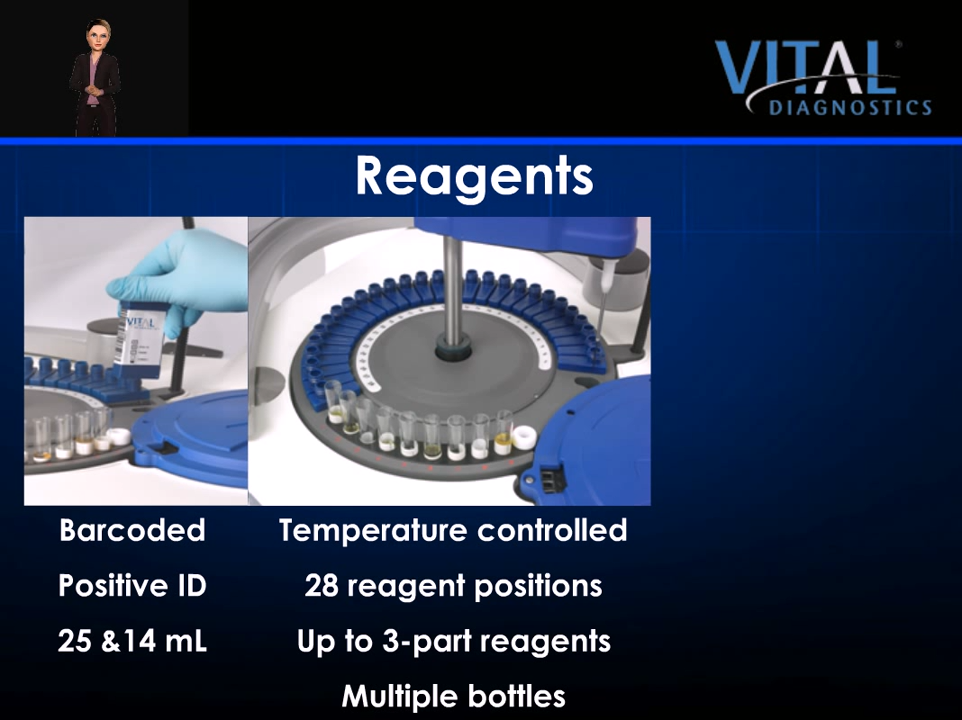 VITAL®
DIAGNOSTICS
Reagents
VITAL
Barcoded
Positive ID
25 &14 mL
Temperature controlled
28 reagent positions
Up to 3-part reagents
Multiple bottles